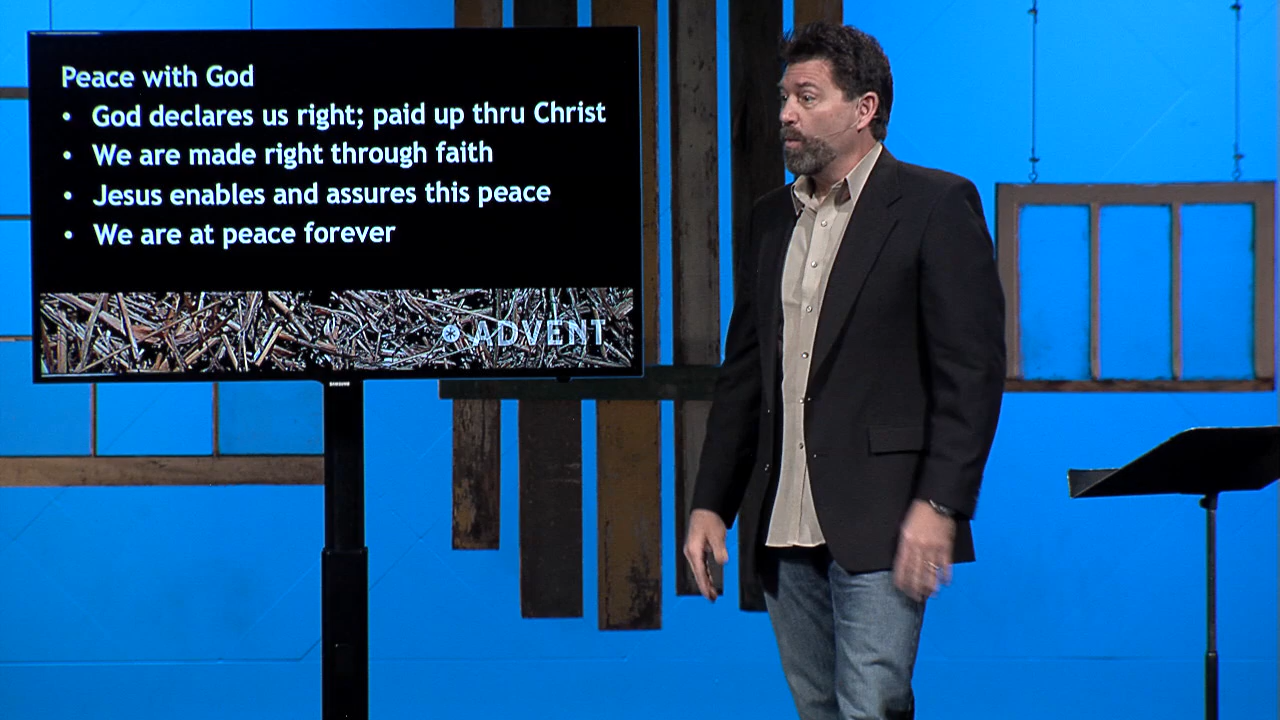 Peace with God
• God declares us right; paid up thru Christ
• We are made right through faith
• Jesus enables and assures this peace
• We are at peace forever
ADVENT
SAMSUNG